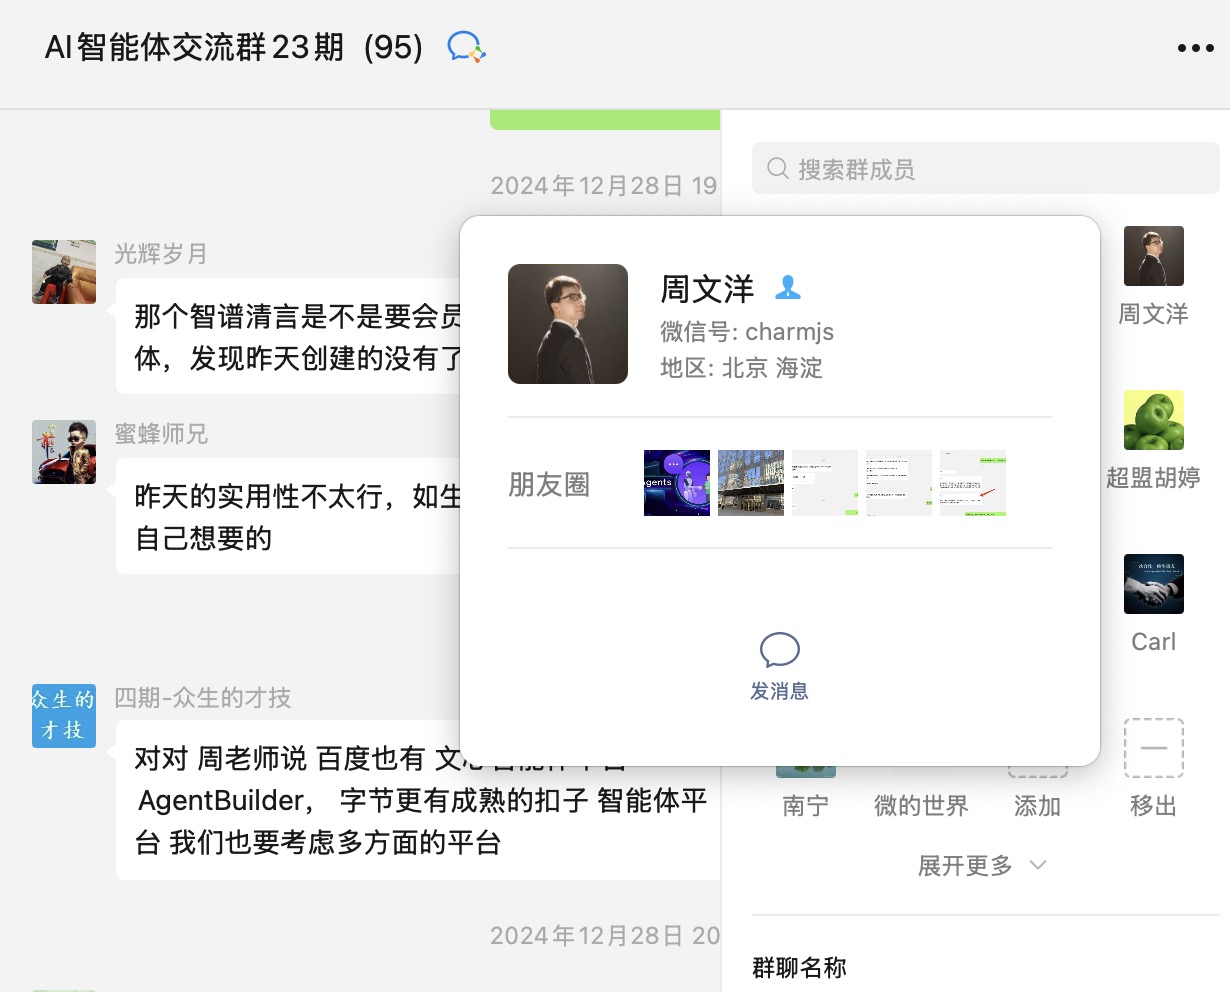 AI智能体交流群23期 (95)
2024年12月28日 19
光辉岁月
那个智谱清言是不是要会员
体，发现昨天创建的没有了
蜜蜂师兄
昨天的实用性不太行，如生
自己想要的
众生的
才技
四期-众生的才技
对对 周老师说 百度也有 文心智能体平台
AgentBuilder， 字节更有成熟的扣子 智能体平
台 我们也要考虑多方面的平台
2024年12月28日 20
周文洋
微信号: charmjs
地区: 北京 海淀
朋友圈
gents
发消息
搜索群成员
周文洋
超盟胡婷
Carl
南宁
微的世界
添加
移出
展开更多
群聊名称